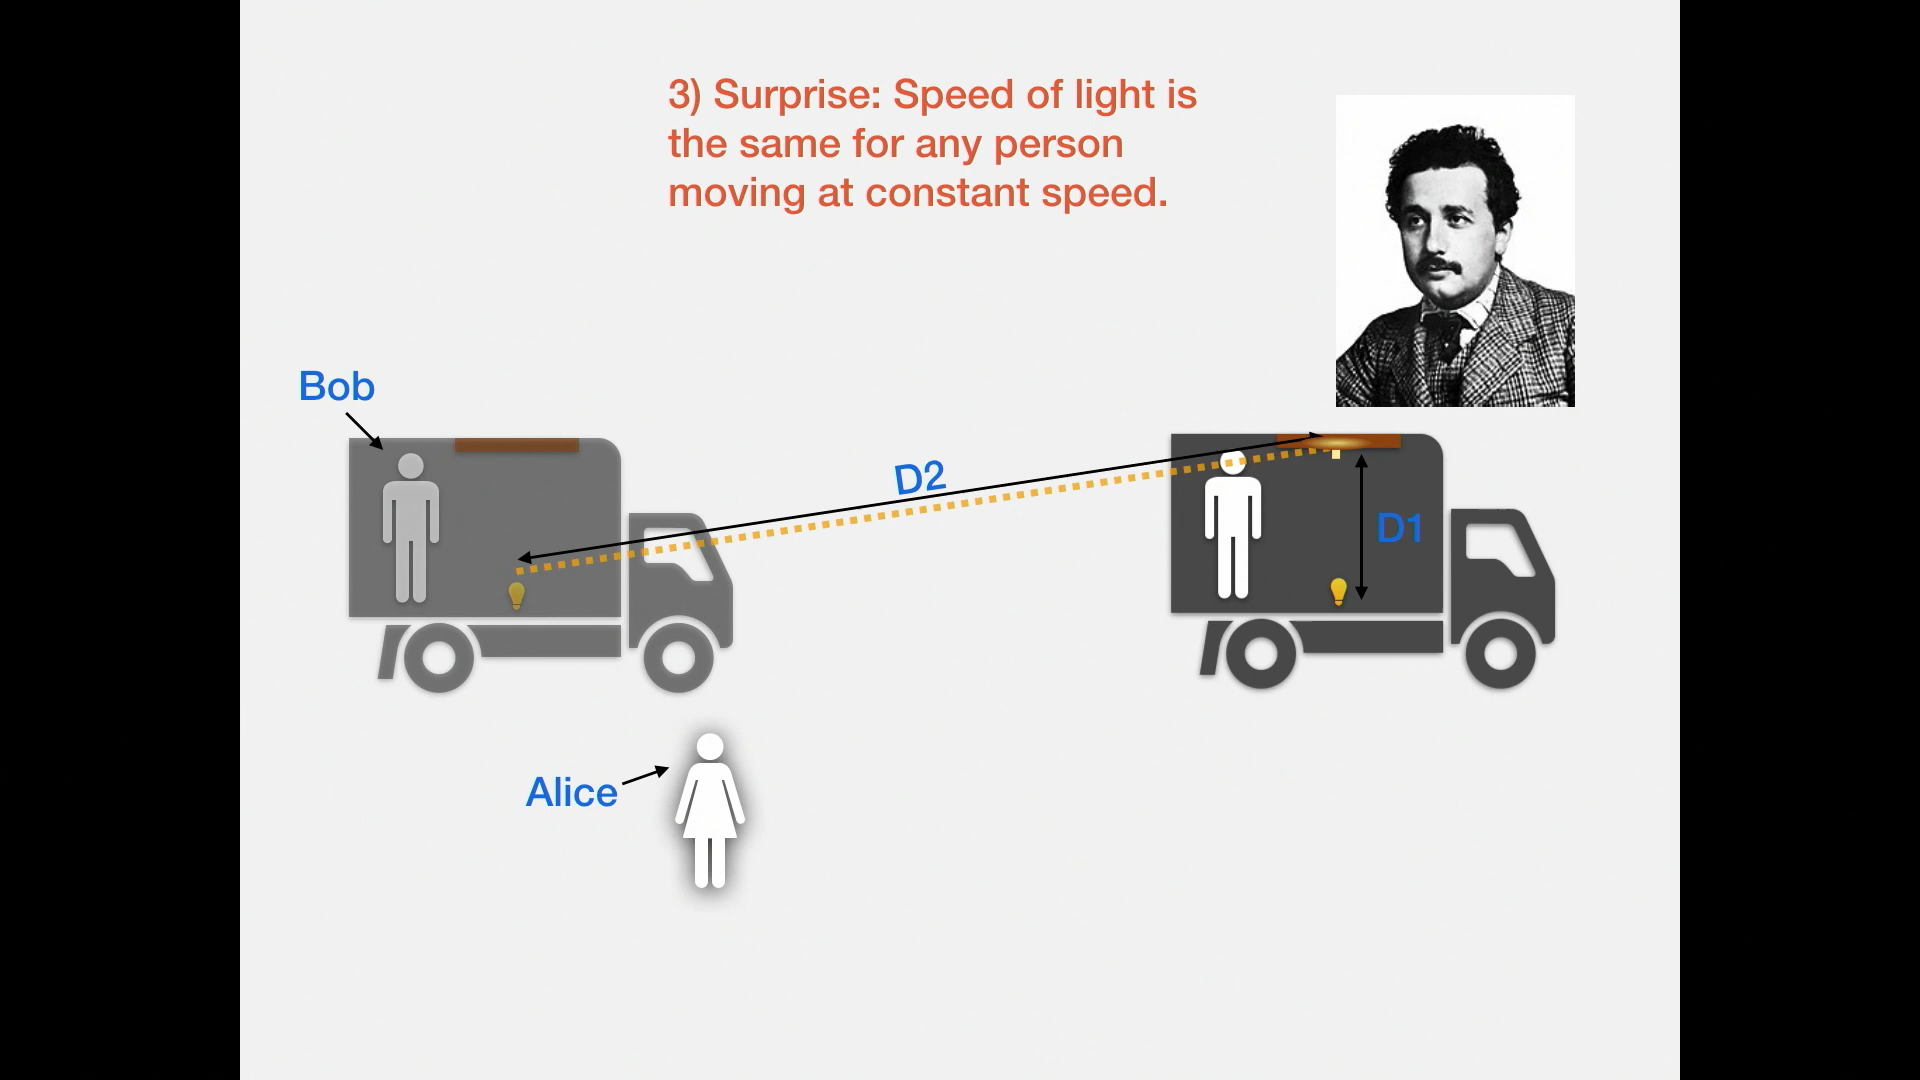 3) Surprise: Speed of light is
the same for any person
moving at constant speed.
Bob
D2
D1
Alice